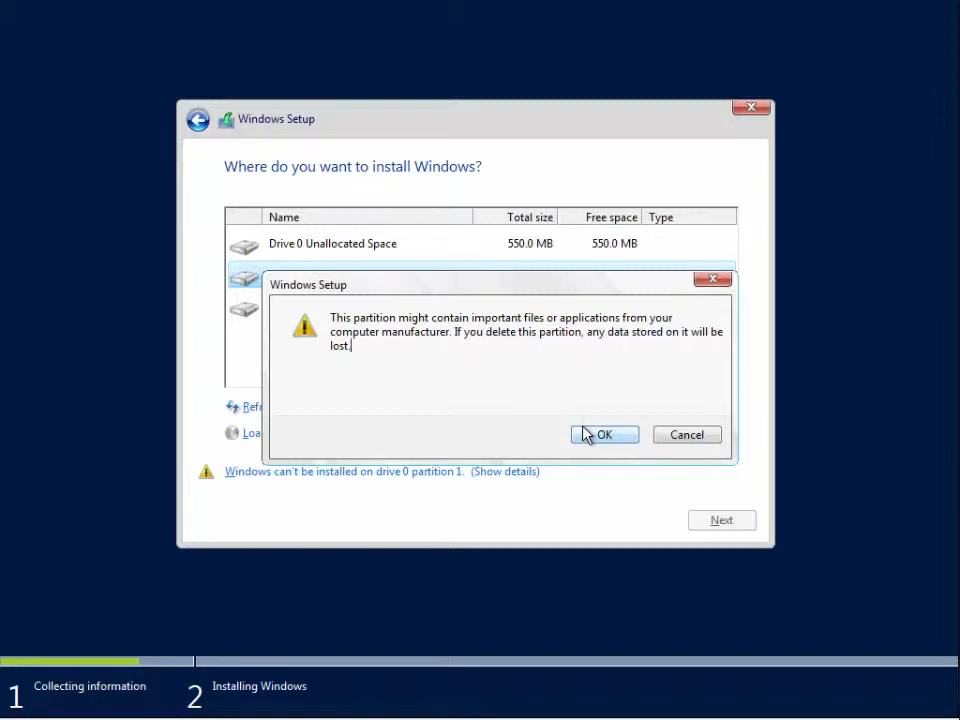 Windows Setup
Where do you want to install Windows?
Name Total size Free space Type
Drive 0 Unallocated Space 550.0 MB 550.0 MB
Windows Setup
This partition might contain important files or applications from your
computer manufacturer. If you delete this partition, any data stored on it will be
lost.
Refr
Loa
OK Cancel
Windows can't be installed on drive 0 partition 1. (Show details)
Next
1 Collecting information 2 Installing Windows